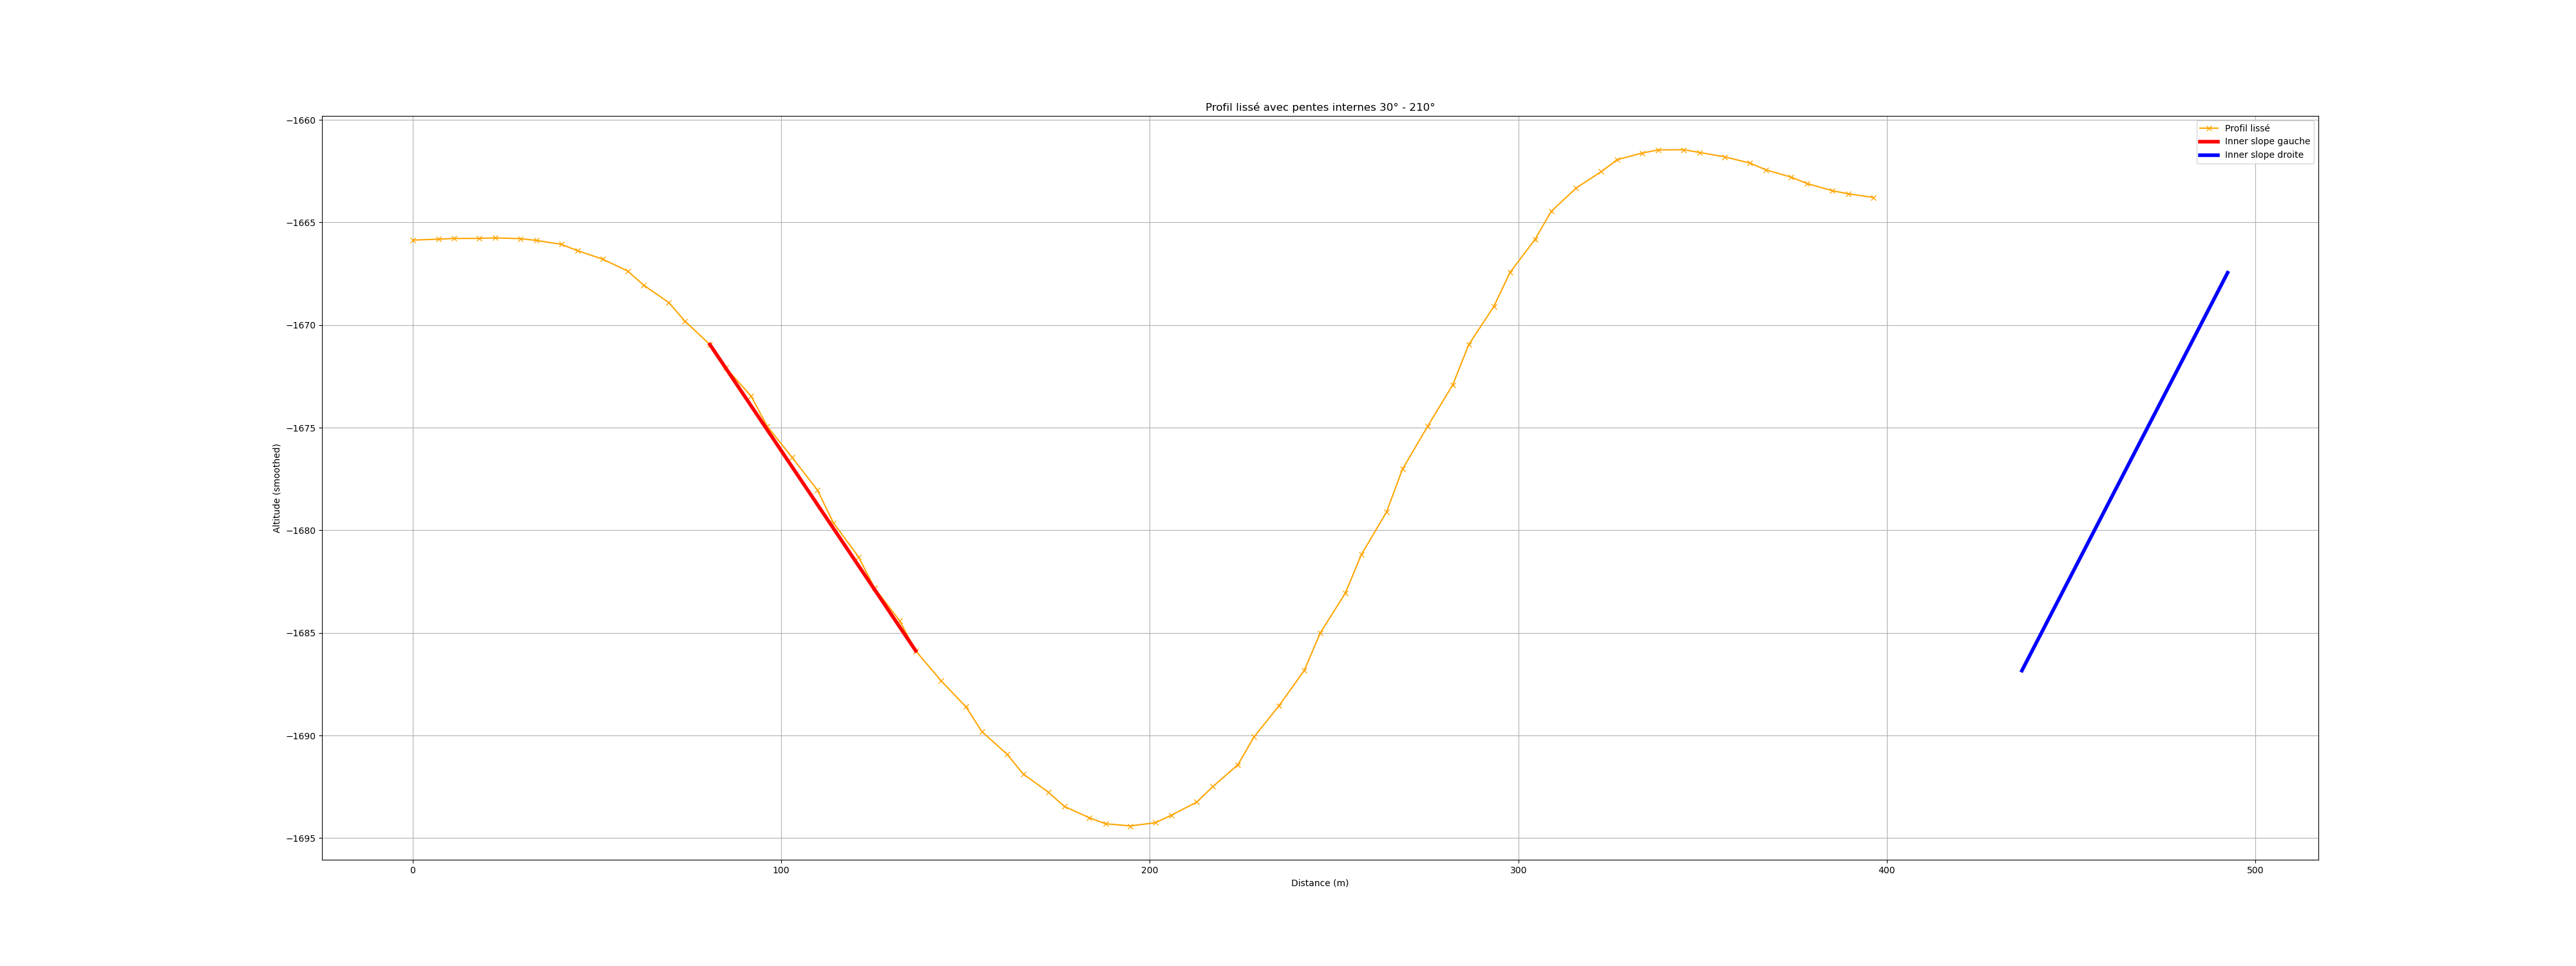 Profil lissé avec pentes internes 30° - 210°
−1660
−1665
−1670
−1675
−1680
−1685
−1690
−1695
Altitude (smoothed)
0
100
200
300
400
500
Distance (m)
Profil lissé
Inner slope gauche
Inner slope droite